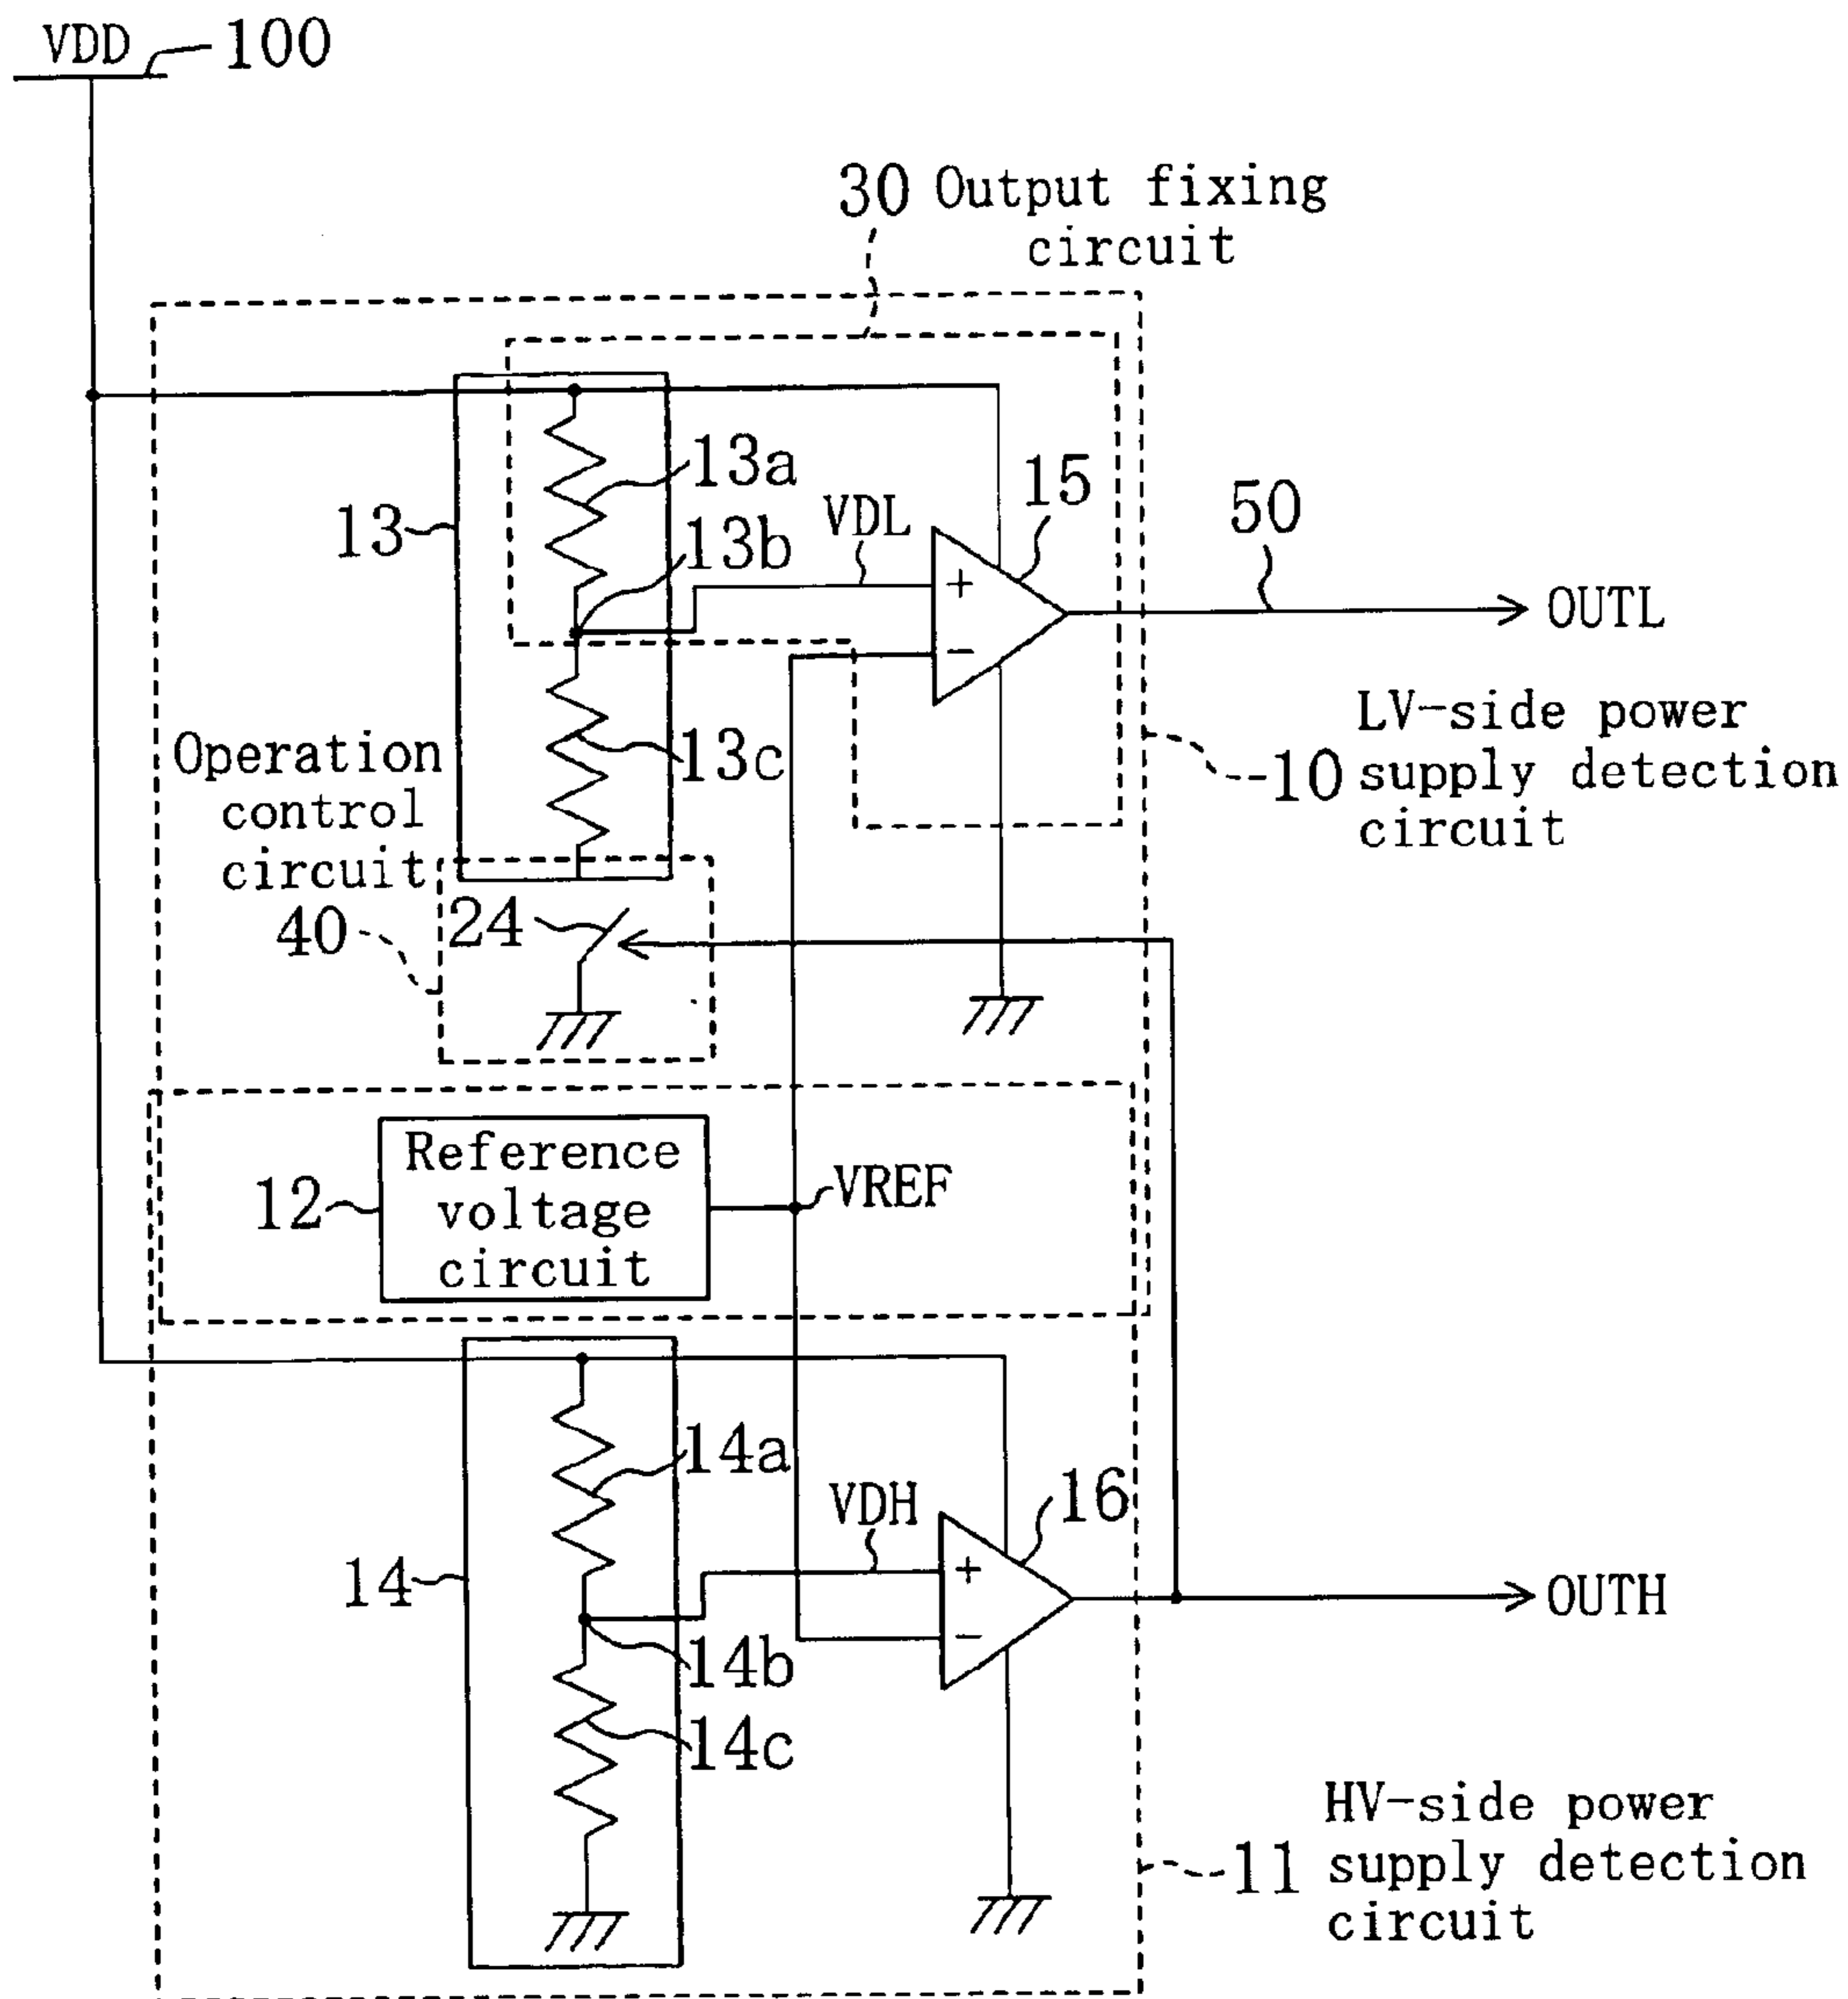 VDD
100
30 Output fixing
circuit
13a
15
13
VDL
13b
50
+
OUTL
−
LV-side power
10 supply detection
circuit
13c
Operation
control
circuit
24
40
Reference
voltage
circuit
12
VREF
14a
VDH
16
14
+
OUTH
−
14b
14c
HV-side power
11 supply detection
circuit